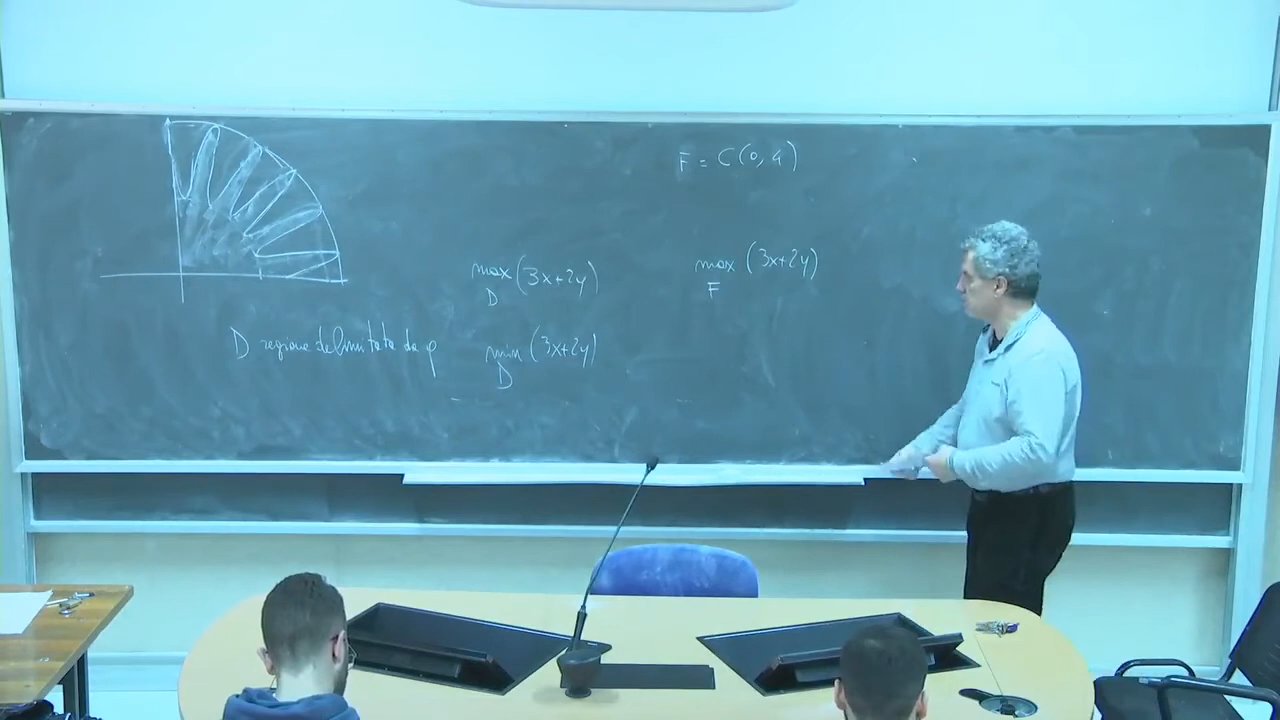 F = C(0,4)
max (3x+2y)
D
max (3x+2y)
F
D regione delimitata da φ
min (3x+2y)
D